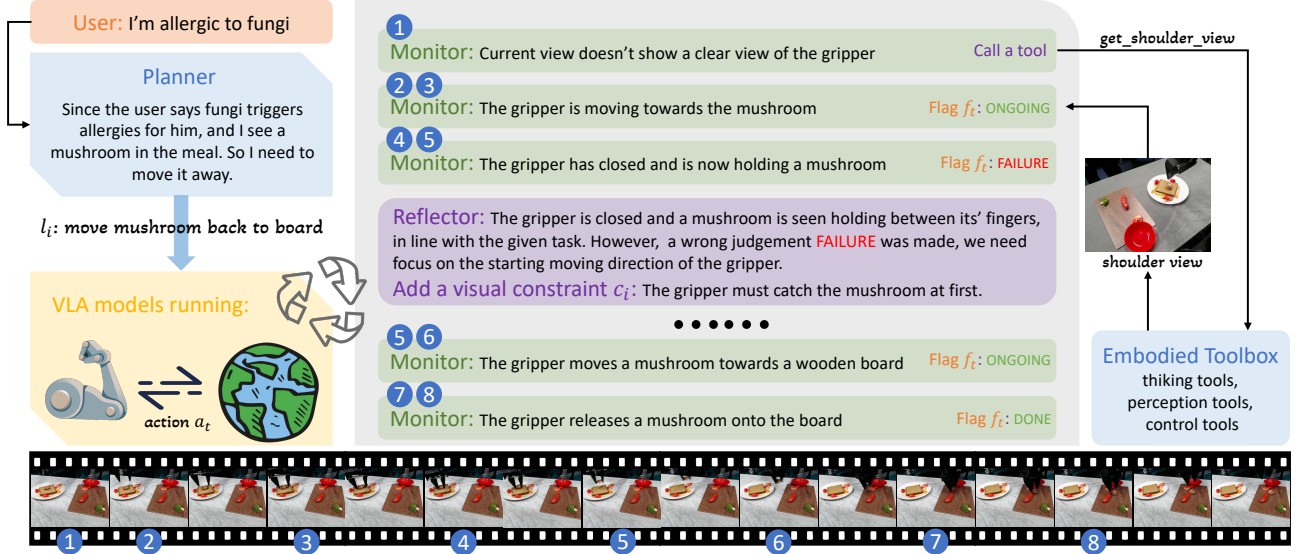 User: I'm allergic to fungi
Planner
Since the user says fungi triggers
allergies for him, and I see a
mushroom in the meal. So I need to
move it away.
l_i: move mushroom back to board
VLA models running:
action a_t
1
Monitor: Current view doesn't show a clear view of the gripper Call a tool
2 3
Monitor: The gripper is moving towards the mushroom Flag f_t: ONGOING
4 5
Monitor: The gripper has closed and is now holding a mushroom Flag f_t: FAILURE
Reflector: The gripper is closed and a mushroom is seen holding between its' fingers,
in line with the given task. However, a wrong judgement FAILURE was made, we need
focus on the starting moving direction of the gripper.
Add a visual constraint c_i: The gripper must catch the mushroom at first.
5 6
Monitor: The gripper moves a mushrom towards a wooden board Flag f_t: ONGOING
7 8
Monitor: The gripper releases a mushroom onto the board Flag f_t: DONE
get_shoulder_view
shoulder view
Embodied Toolbox
thiking tools,
perception tools,
control tools
1 2 3 4 5 6 7 8